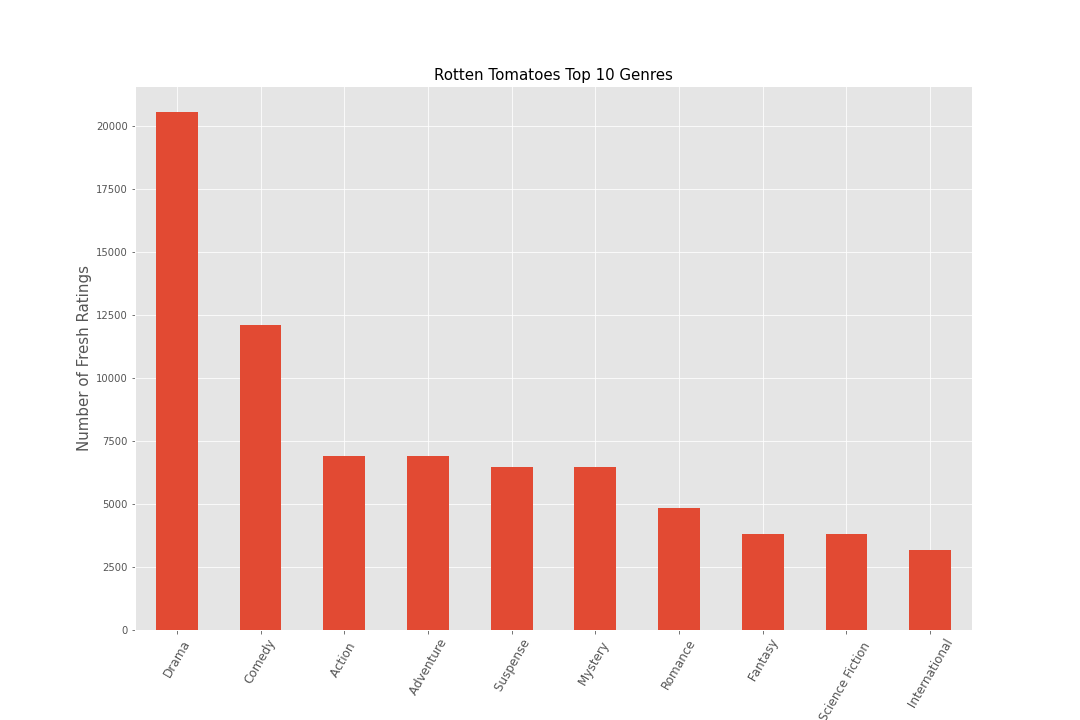 Rotten Tomatoes Top 10 Genres
Number of Fresh Ratings
20000
17500
15000
12500
10000
7500
5000
2500
0
Drama
Comedy
Action
Adventure
Suspense
Mystery
Romance
Fantasy
Science Fiction
International